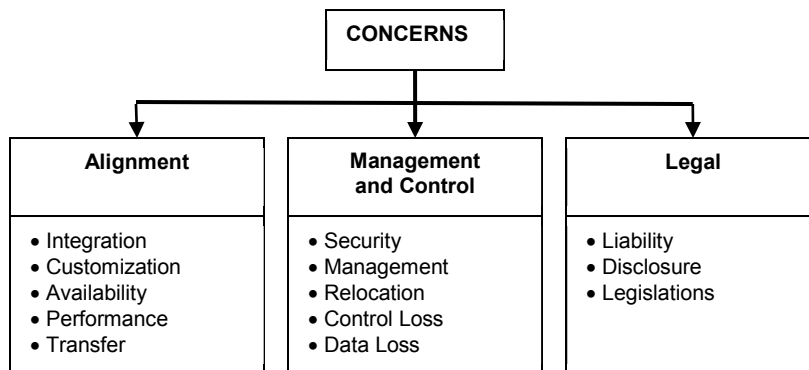 CONCERNS
Alignment
• Integration
• Customization
• Availability
• Performance
• Transfer
Management
and Control
• Security
• Management
• Relocation
• Control Loss
• Data Loss
Legal
• Liability
• Disclosure
• Legislations